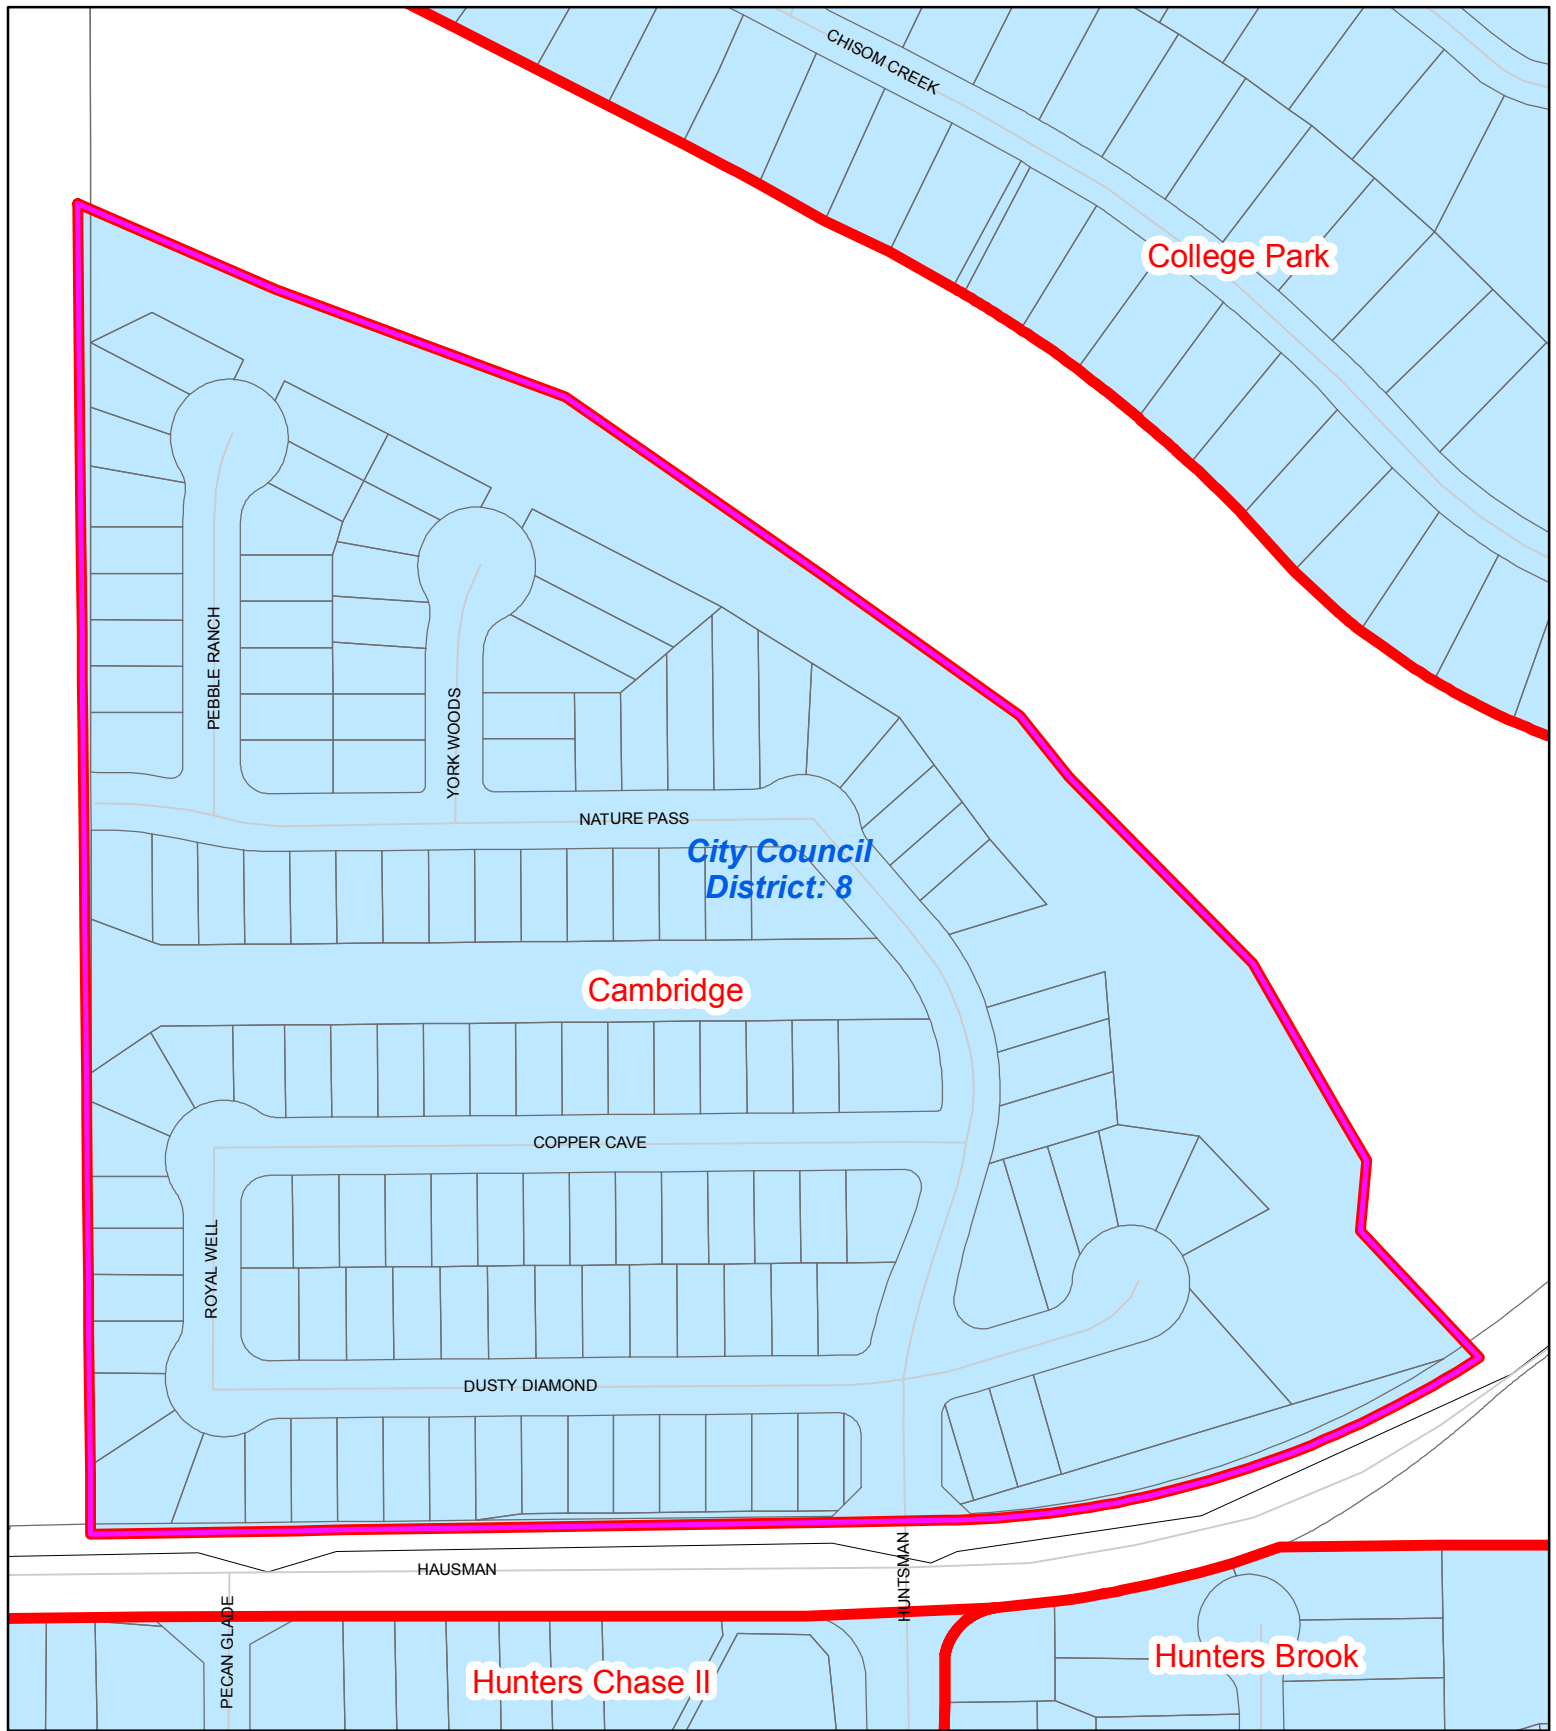 CHISOM CREEK
College Park
PEBBLE RANCH
YORK WOODS
NATURE PASS
City Council
District: 8
Cambridge
COPPER CAVE
ROYAL WELL
DUSTY DIAMOND
HAUSMAN
HUNTSMAN
PECAN GLADE
Hunters Chase II
Hunters Brook